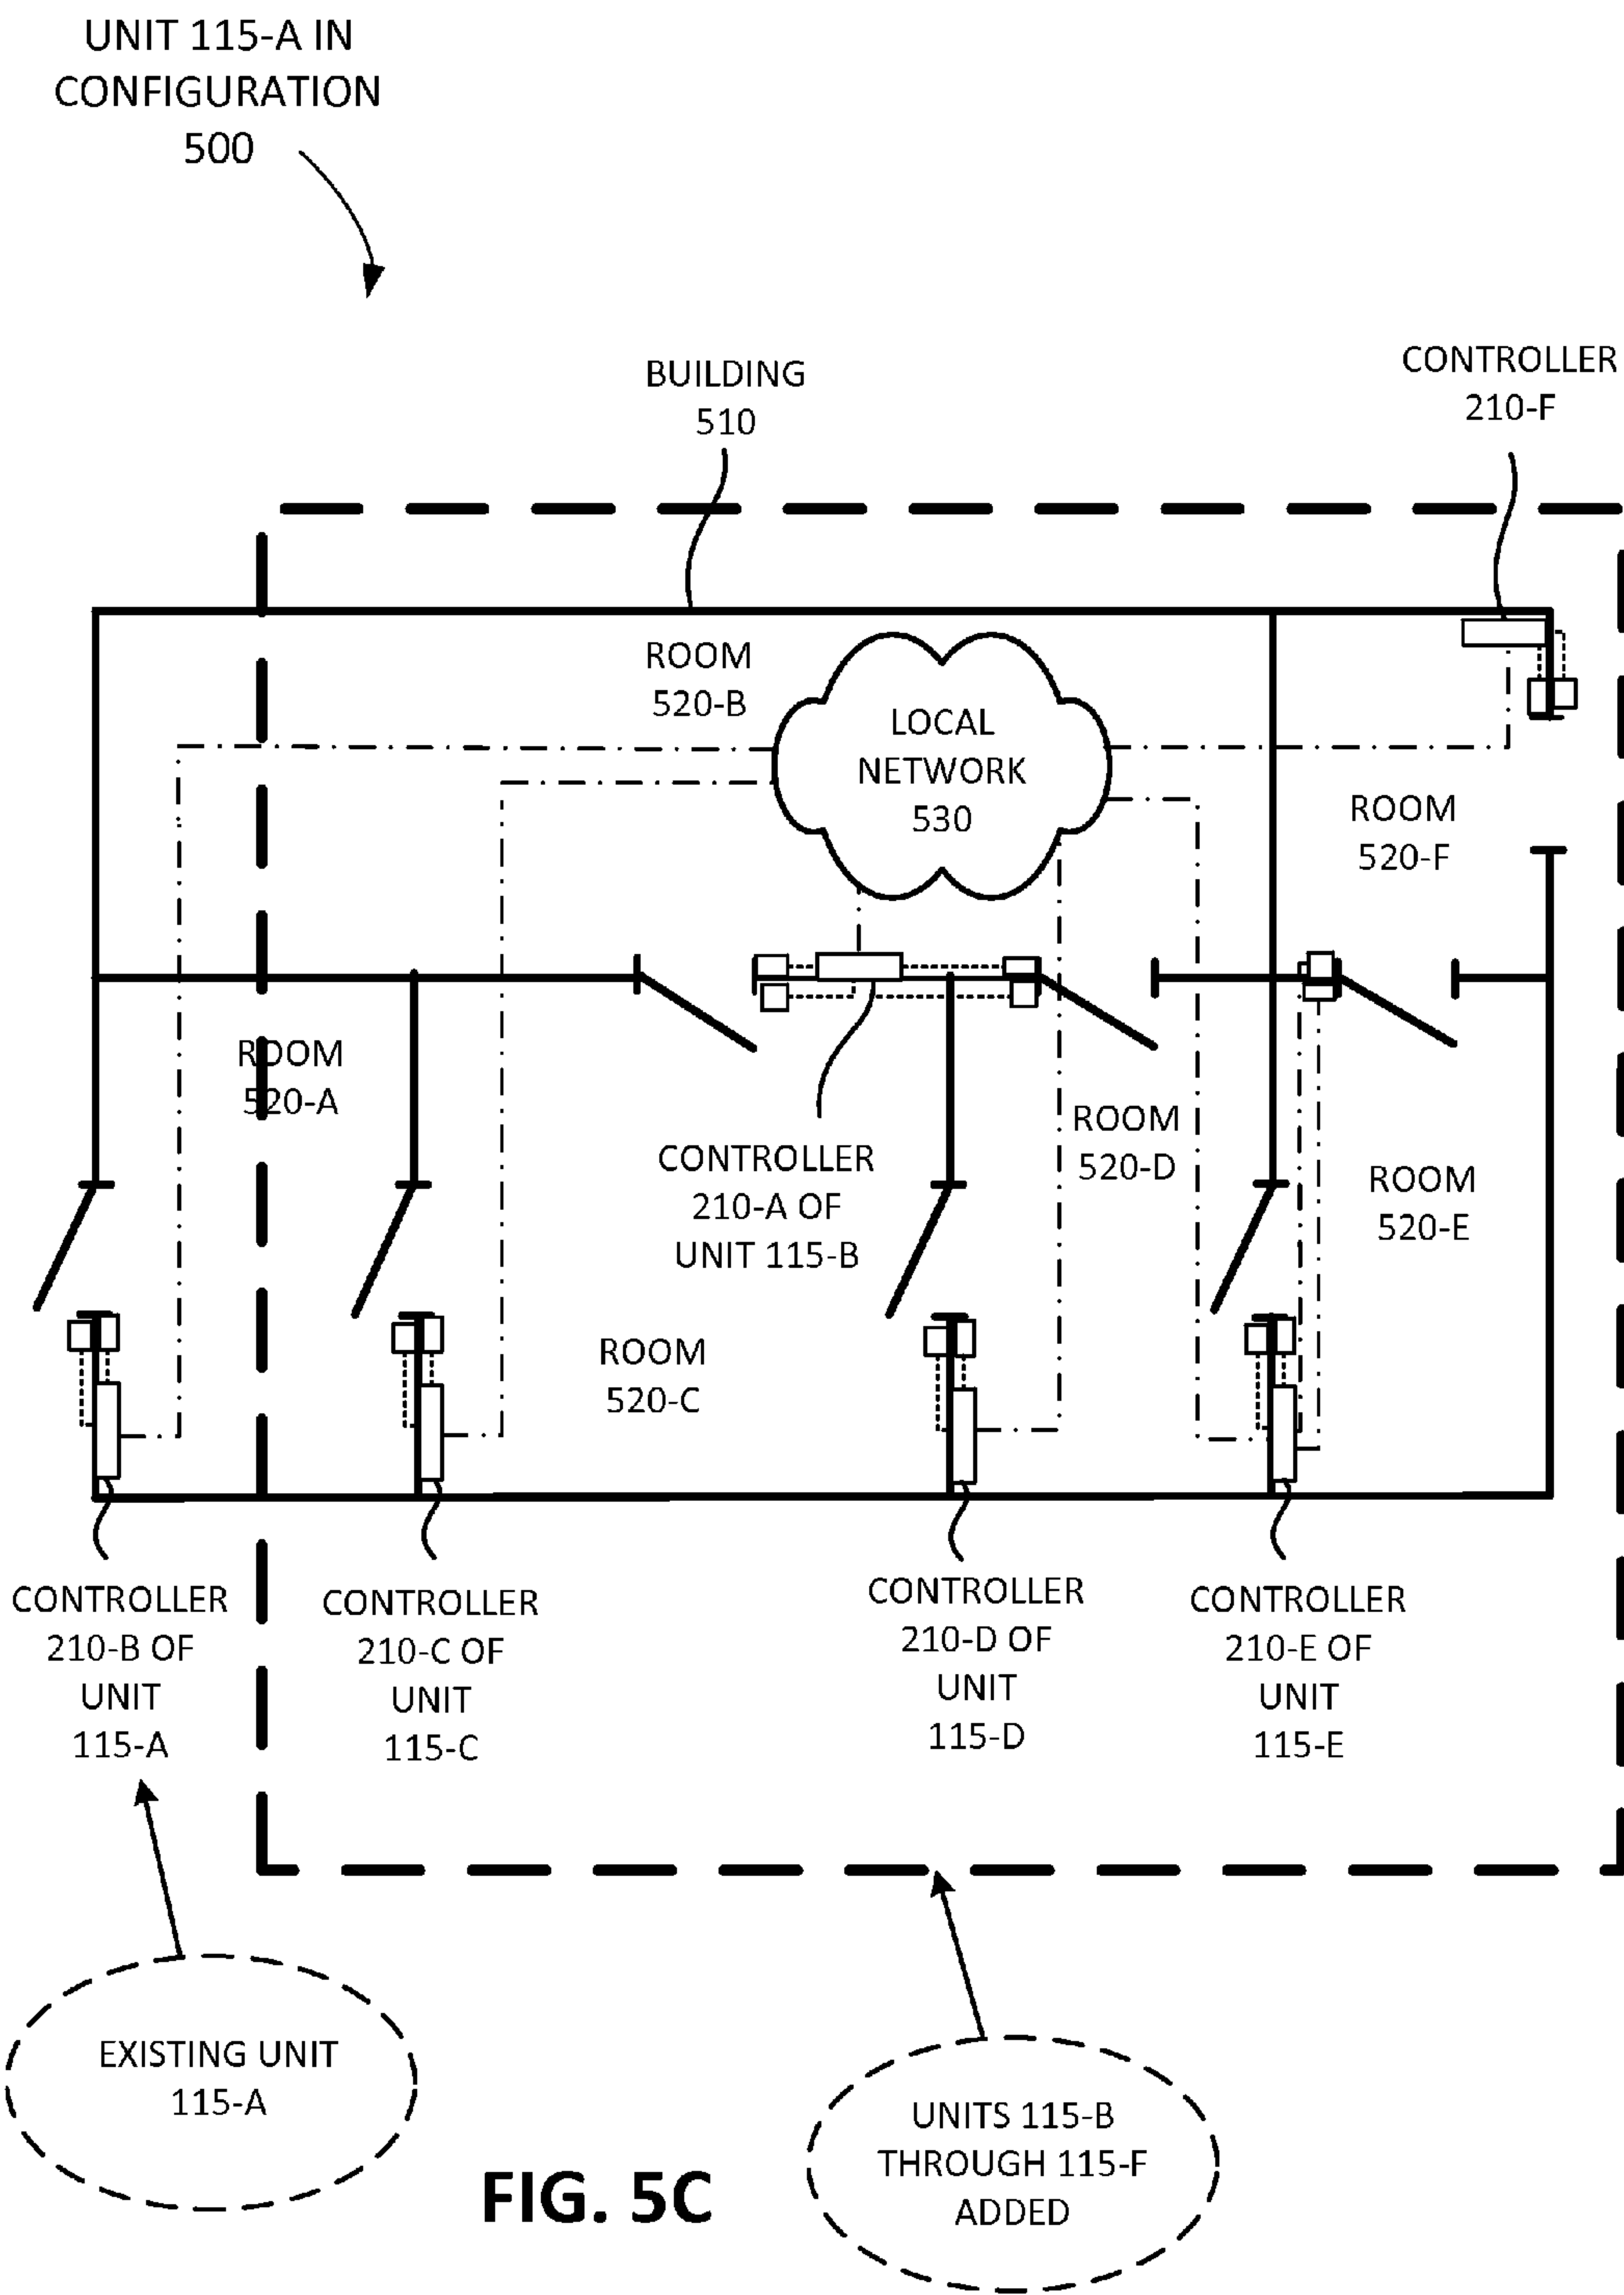 UNIT 115-A IN
CONFIGURATION
500
BUILDING
510
CONTROLLER
210-F
ROOM
520-B
LOCAL
NETWORK
530
ROOM
520-F
ROOM
520-A
CONTROLLER
210-A OF
UNIT 115-B
ROOM
520-D
ROOM
520-E
ROOM
520-C
CONTROLLER
210-B OF
UNIT
115-A
CONTROLLER
210-C OF
UNIT
115-C
CONTROLLER
210-D OF
UNIT
115-D
CONTROLLER
210-E OF
UNIT
115-E
EXISTING UNIT
115-A
UNITS 115-B
THROUGH 115-F
ADDED
FIG. 5C